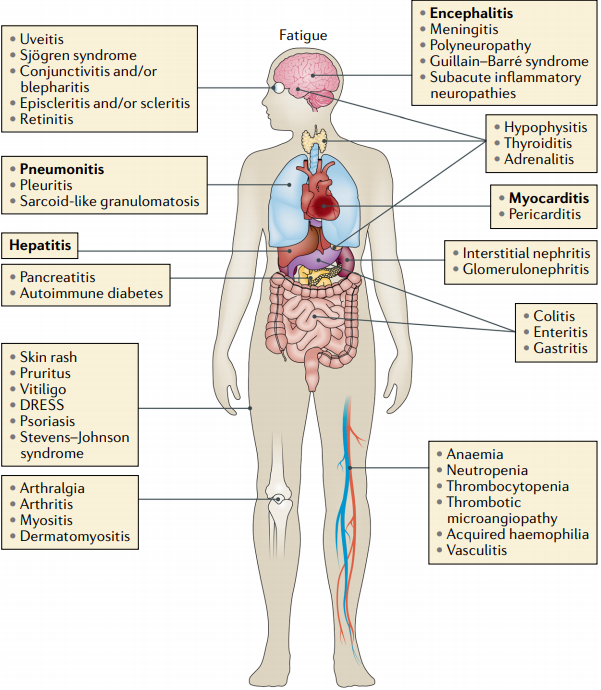 Fatigue
• Uveitis
• Sjögren syndrome
• Conjunctivitis and/or
blepharitis
• Episcleritis and/or scleritis
• Retinitis
• Encephalitis
• Meningitis
• Polyneuropathy
• Guillain–Barré syndrome
• Subacute inflammatory
neuropathies
• Hypophysitis
• Thyroiditis
• Adrenalitis
• Pneumonitis
• Pleuritis
• Sarcoid-like granulomatosis
• Myocarditis
• Pericarditis
Hepatitis
• Interstitial nephritis
• Glomerulonephritis
• Pancreatitis
• Autoimmune diabetes
• Colitis
• Enteritis
• Gastritis
• Skin rash
• Pruritus
• Vitiligo
• DRESS
• Psoriasis
• Stevens–Johnson
syndrome
• Anaemia
• Neutropenia
• Thrombocytopenia
• Thrombotic
microangiopathy
• Acquired haemophilia
• Vasculitis
• Arthralgia
• Arthritis
• Myositis
• Dermatomyositis